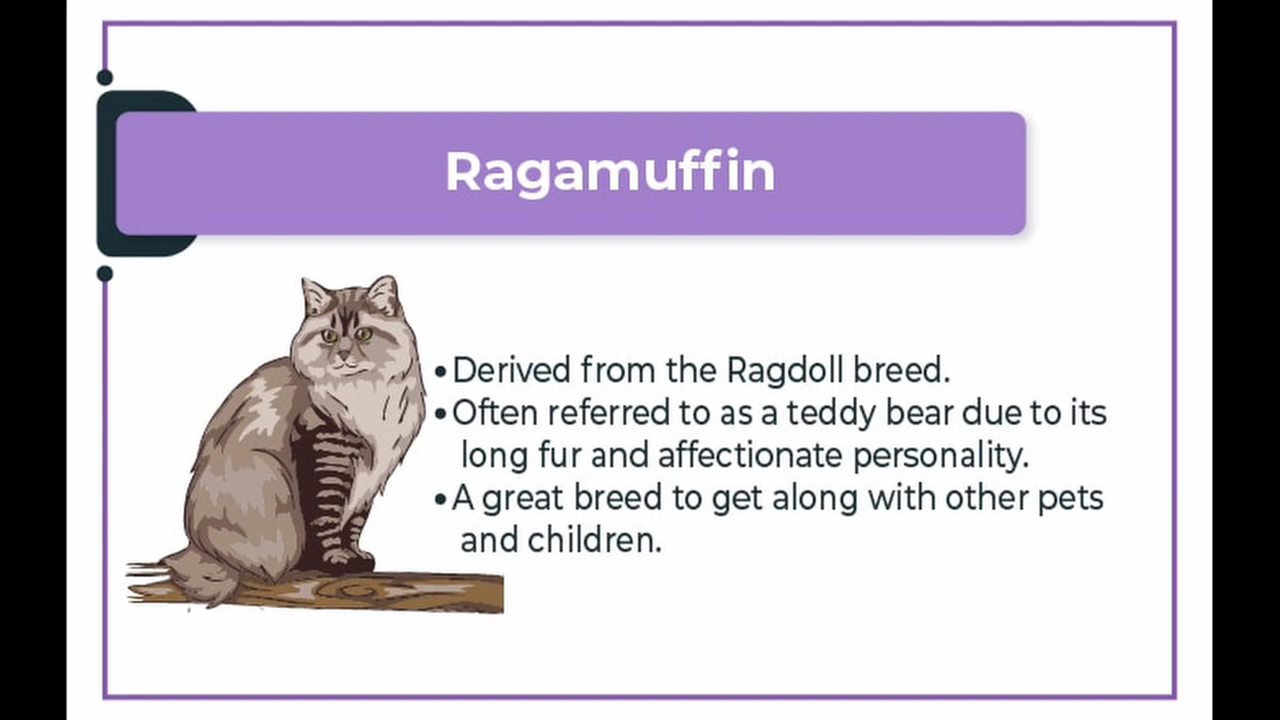 Ragamuffin
•Derived from the Ragdoll breed.
•Often referred to as a teddy bear due to its
long fur and affectionate personality.
•A great breed to get along with other pets
and children.